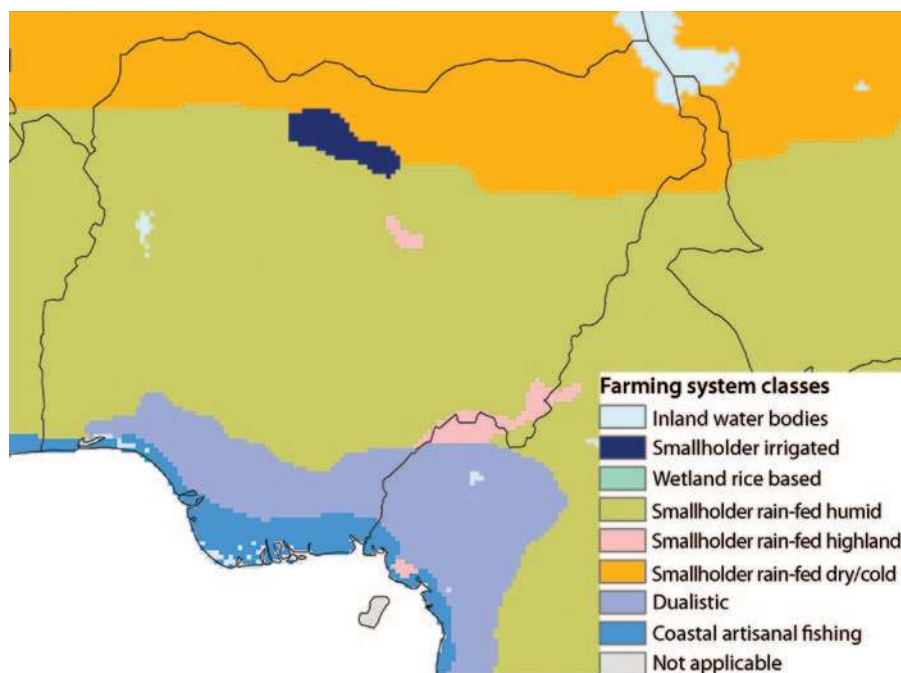 Farming system classes
Inland water bodies
Smallholder irrigated
Wetland rice based
Smallholder rain-fed humid
Smallholder rain-fed highland
Smallholder rain-fed dry/cold
Dualistic
Coastal artisanal fishing
Not applicable